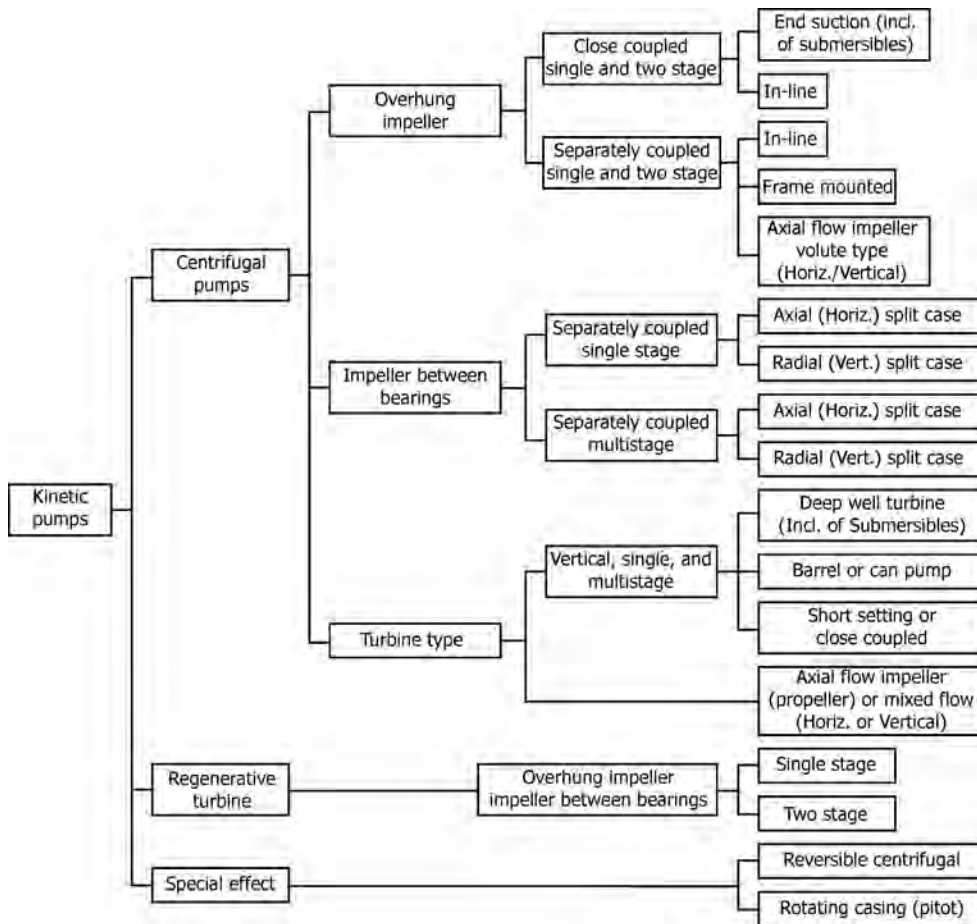 End suction (incl.
of submersibles)
Close coupled
single and two stage
In-line
Overhung
impeller
In-line
Separately coupled
single and two stage
Frame mounted
Axial flow impeller
volute type
(Horiz./Vertical)
Centrifugal
pumps
Axial (Horiz.) split case
Separately coupled
single stage
Radial (Vert.) split case
Impeller between
bearings
Axial (Horiz.) split case
Separately coupled
multistage
Radial (Vert.) split case
Kinetic
pumps
Deep well turbine
(Incl. of Submersibles)
Vertical, single, and
multistage
Barrel or can pump
Short setting or
close coupled
Turbine type
Axial flow impeller
(propeller) or mixed flow
(Horiz. or Vertical)
Regenerative
turbine
Overhung impeller
impeller between bearings
Single stage
Two stage
Special effect
Reversible centrifugal
Rotating casing (pitot)